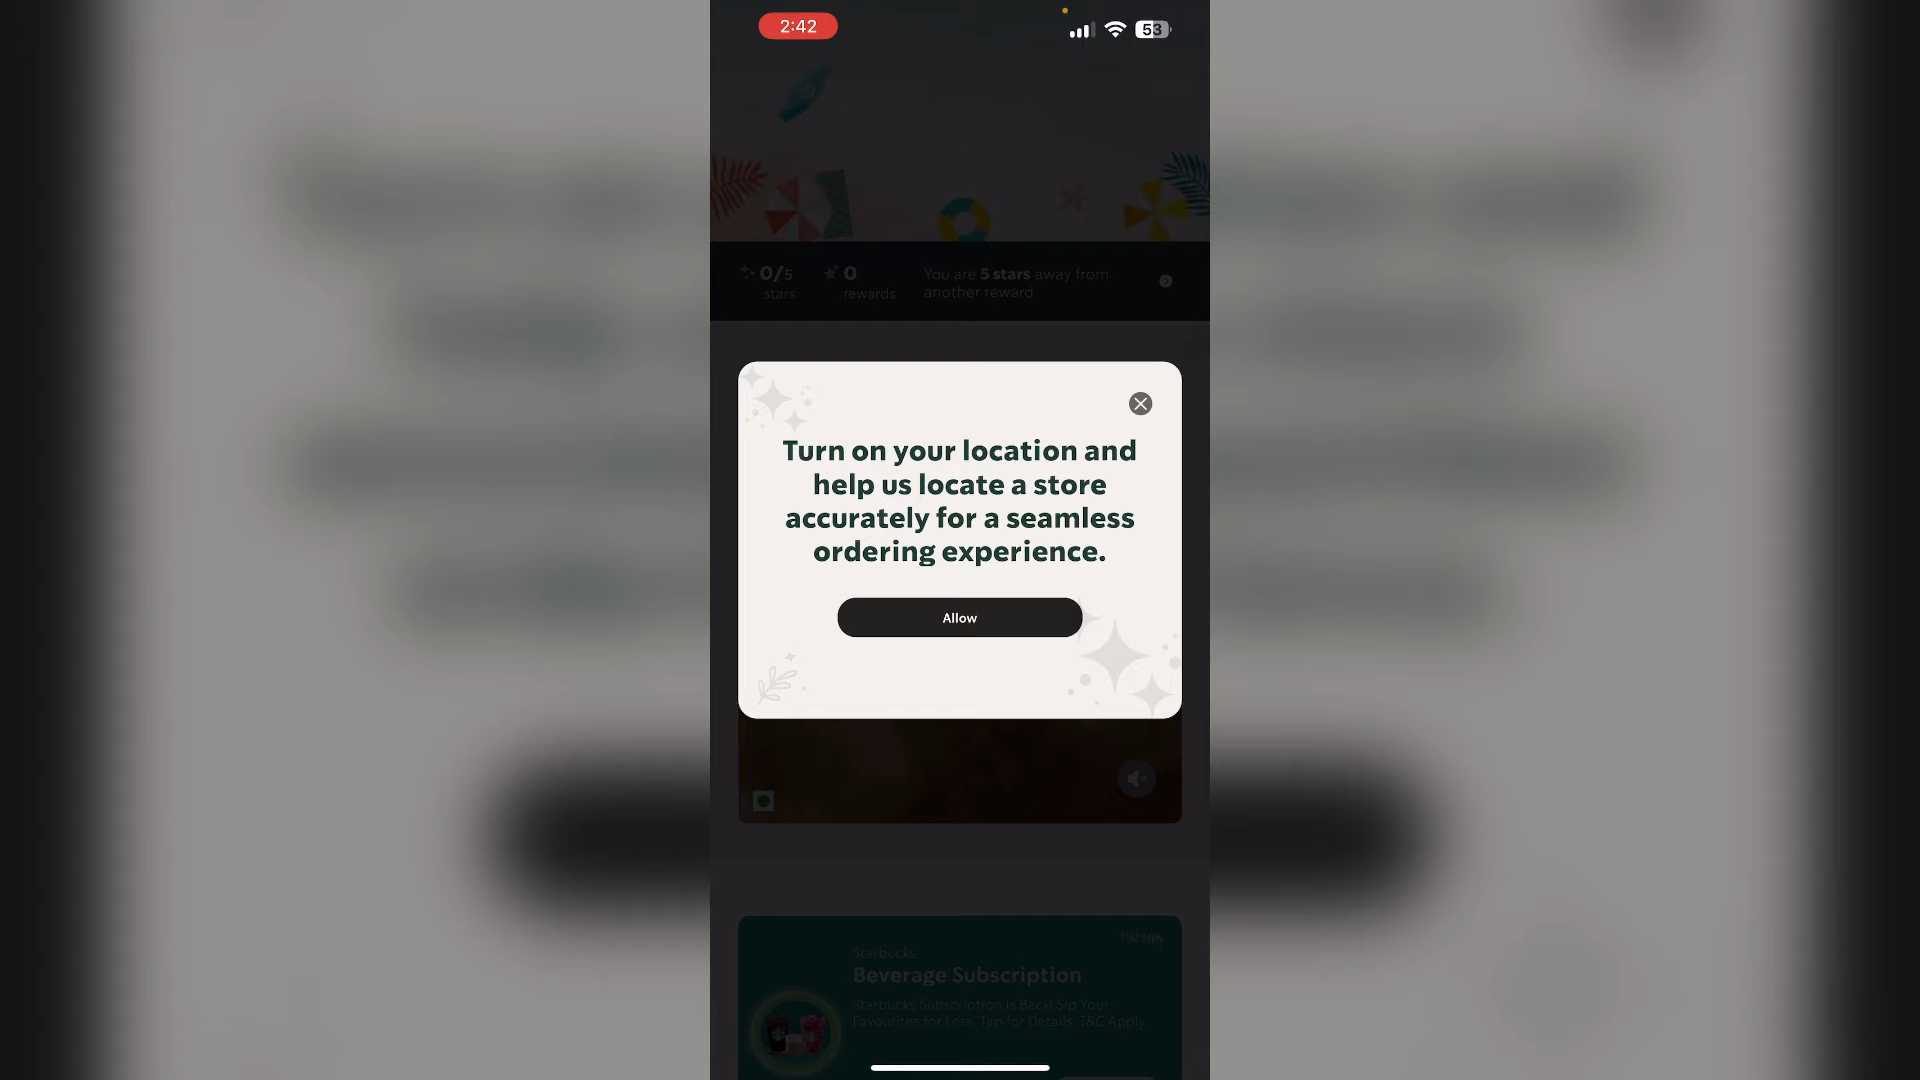 2:42
53
0/5
stars
0
rewards
You are 5 stars away from
another reward
Turn on your location and
help us locate a store
accurately for a seamless
ordering experience.
Allow
*T&C Apply
Starbucks
Beverage Subscription
Starbucks Subscription is Back! Sip Your
Favourites for Less. Tap for Details. T&C Apply